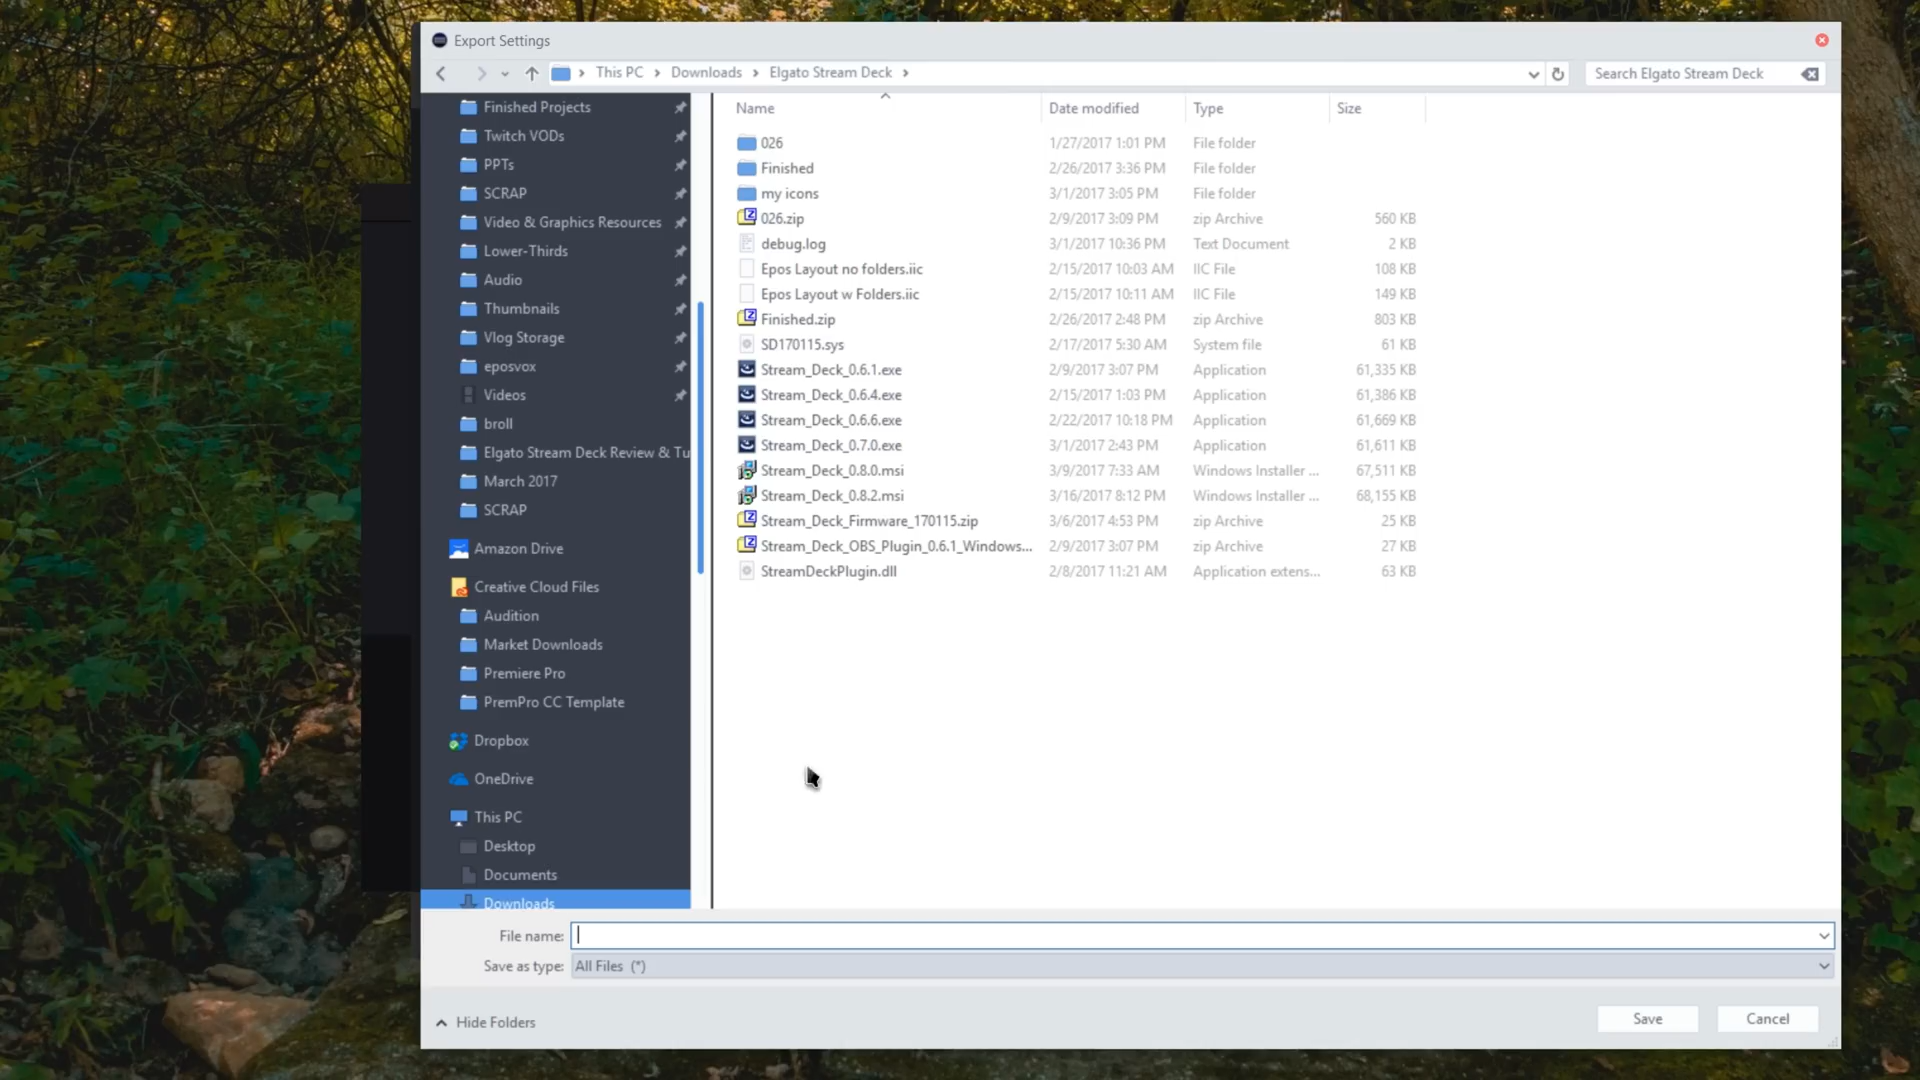 Export Settings
This PC > Downloads > Elgato Stream Deck >
Search Elgato Stream Deck
Finished Projects
Twitch VODs
PPTs
SCRAP
Video & Graphics Resources
Lower-Thirds
Audio
Thumbnails
Vlog Storage
eposvox
Videos
broll
Elgato Stream Deck Review & Tu
March 2017
SCRAP
Amazon Drive
Creative Cloud Files
Audition
Market Downloads
Premiere Pro
PremPro CC Template
Dropbox
OneDrive
This PC
Desktop
Documents
Downloads
Name Date modified Type Size
026 1/27/2017 1:01 PM File folder
Finished 2/26/2017 3:36 PM File folder
my icons 3/1/2017 3:05 PM File folder
026.zip 2/9/2017 3:09 PM zip Archive 560 KB
debug.log 3/1/2017 10:36 PM Text Document 2 KB
Epos Layout no folders.iic 2/15/2017 10:03 AM IIC File 108 KB
Epos Layout w Folders.iic 2/15/2017 10:11 AM IIC File 149 KB
Finished.zip 2/26/2017 2:48 PM zip Archive 803 KB
SD170115.sys 2/17/2017 5:30 AM System file 61 KB
Stream_Deck_0.6.1.exe 2/9/2017 3:07 PM Application 61,335 KB
Stream_Deck_0.6.4.exe 2/15/2017 1:03 PM Application 61,386 KB
Stream_Deck_0.6.6.exe 2/22/2017 10:18 PM Application 61,669 KB
Stream_Deck_0.7.0.exe 3/1/2017 2:43 PM Application 61,611 KB
Stream_Deck_0.8.0.msi 3/9/2017 7:33 AM Windows Installer ... 67,511 KB
Stream_Deck_0.8.2.msi 3/16/2017 8:12 PM Windows Installer ... 68,155 KB
Stream_Deck_Firmware_170115.zip 3/6/2017 4:53 PM zip Archive 25 KB
Stream_Deck_OBS_Plugin_0.6.1_Windows... 2/9/2017 3:07 PM zip Archive 27 KB
StreamDeckPlugin.dll 2/8/2017 11:21 AM Application extens... 63 KB
File name:
Save as type: All Files (*)
Hide Folders
Save
Cancel